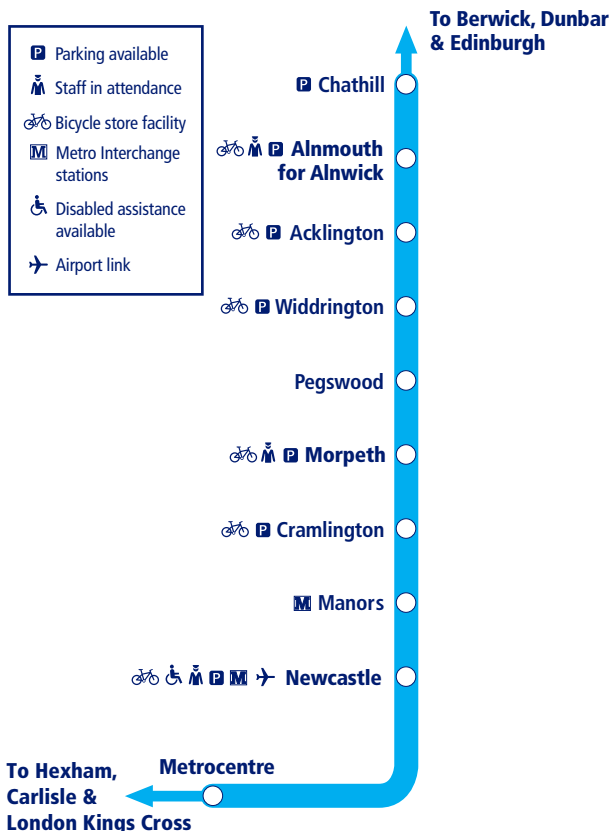 To Berwick, Dunbar
& Edinburgh
P Parking available
Staff in attendance
Bicycle store facility
M Metro Interchange
stations
Disabled assistance
available
Airport link
P Chathill
P Alnmouth
for Alnwick
P Acklington
P Widdrington
Pegswood
P Morpeth
P Cramlington
M Manors
P M Newcastle
Metrocentre
To Hexham,
Carlisle &
London Kings Cross